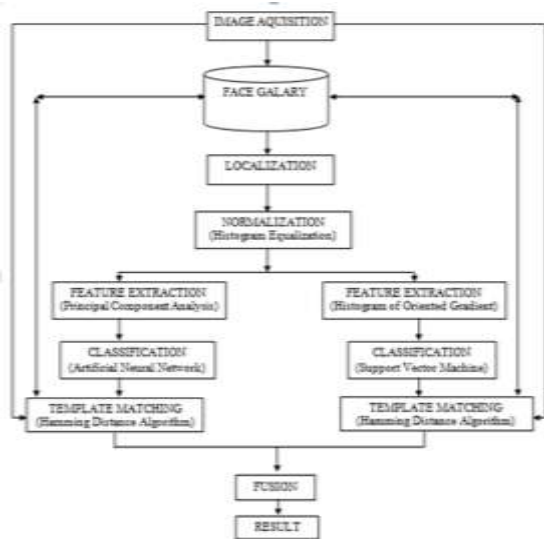 IMAGE AQUISITION
FACE GALARY
LOCALIZATION
NORMALIZATION
(Histogram Equalization)
FEATURE EXTRACTION
(Principal Component Analysis)
FEATURE EXTRACTION
(Histogram of Oriented Gradient)
CLASSIFICATION
(Artificial Neural Network)
CLASSIFICATION
(Support Vector Machine)
TEMPLATE MATCHING
(Hamming Distance Algorithm)
TEMPLATE MATCHING
(Hamming Distance Algorithm)
FUSION
RESULT